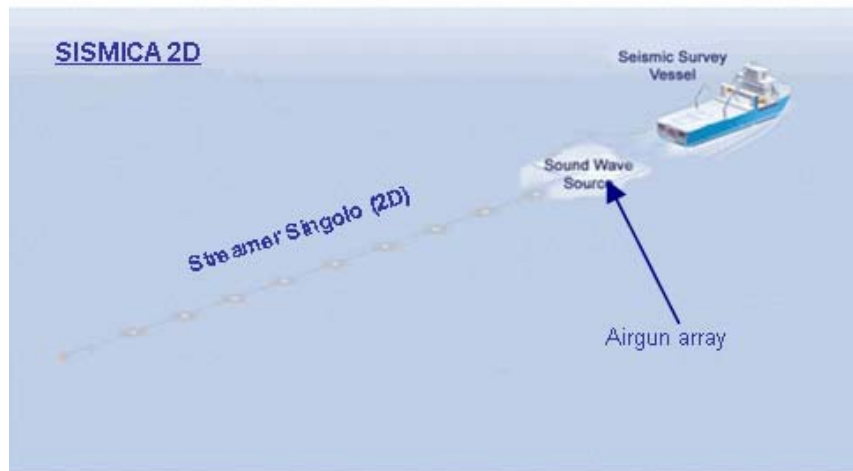 SISMICA 2D
Seismic Survey
Vessel
Sound Wave
Source
Streamer Singolo (2D)
Airgun array